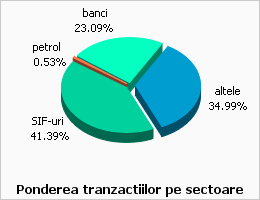 banci
23.09%
petrol
0.53%
altele
34.99%
SIF-uri
41.39%
Ponderea tranzactiilor pe sectoare